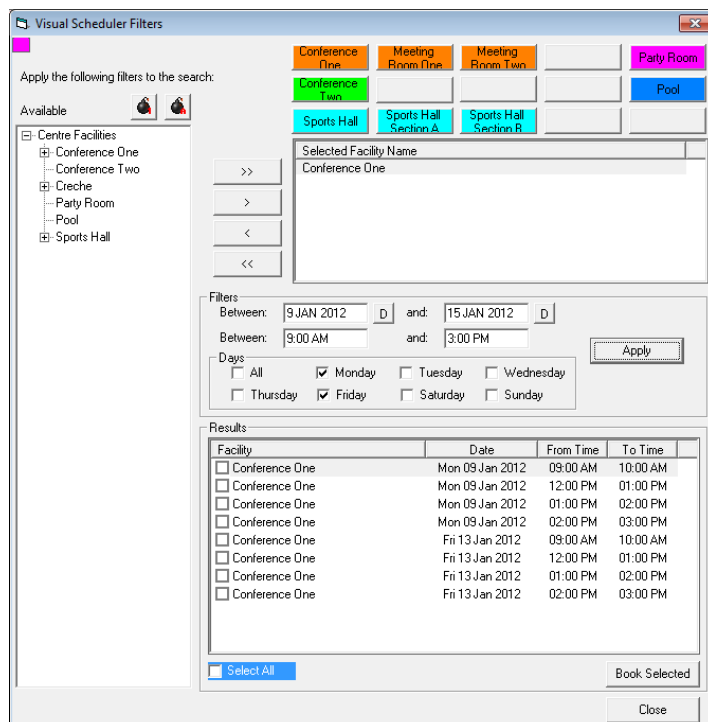 Visual Scheduler Filters
Conference One
Meeting Room One
Meeting Room Two
Party Room
Apply the following filters to the search:
Conference Two
Pool
Available
Sports Hall
Sports Hall Section A
Sports Hall Section B
Centre Facilities
Conference One
Conference Two
Creche
Party Room
Pool
Sports Hall
>>
>
<
<<
Selected Facility Name
Conference One
Filters
Between: 9 JAN 2012 D and: 15 JAN 2012 D
Between: 9:00 AM and: 3:00 PM
Apply
Days
All Monday Tuesday Wednesday
Thursday Friday Saturday Sunday
Results
Facility Date From Time To Time
Conference One Mon 09 Jan 2012 09:00 AM 10:00 AM
Conference One Mon 09 Jan 2012 12:00 PM 01:00 PM
Conference One Mon 09 Jan 2012 01:00 PM 02:00 PM
Conference One Mon 09 Jan 2012 02:00 PM 03:00 PM
Conference One Fri 13 Jan 2012 09:00 AM 10:00 AM
Conference One Fri 13 Jan 2012 12:00 PM 01:00 PM
Conference One Fri 13 Jan 2012 01:00 PM 02:00 PM
Conference One Fri 13 Jan 2012 02:00 PM 03:00 PM
Select All
Book Selected
Close